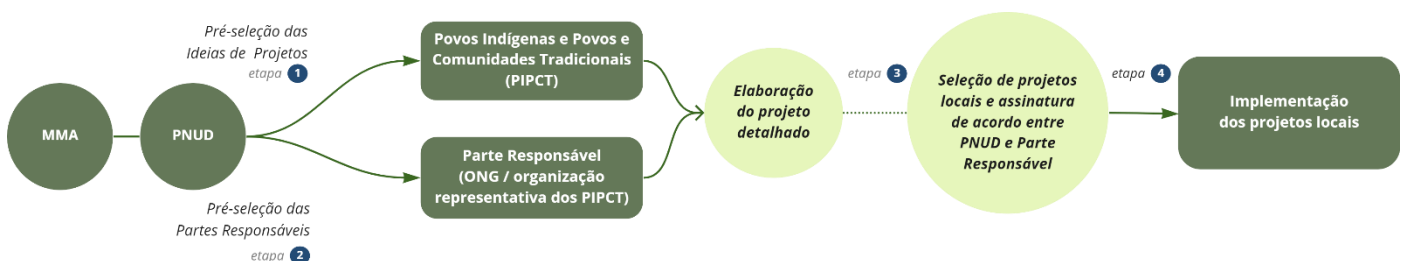 MMA
PNUD
Pré-seleção das
Ideias de Projetos
etapa 1
Pré-seleção das
Partes Responsáveis
etapa 2
Povos Indígenas e Povos e
Comunidades Tradicionais
(PIPCT)
Parte Responsável
(ONG / organização
representativa dos PIPCT)
Elaboração
do projeto
detalhado
etapa 3
Seleção de projetos
locais e assinatura
de acordo entre
PNUD e Parte
Responsável
etapa 4
Implementação
dos projetos locais